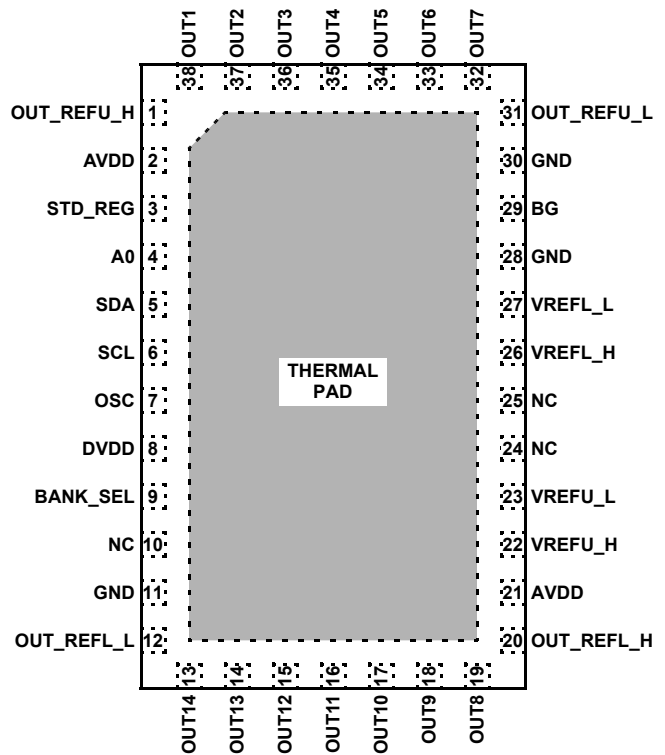 OUT1 OUT2 OUT3 OUT4 OUT5 OUT6 OUT7
38 37 36 35 34 33 32
OUT_REFU_H 1 31 OUT_REFU_L
AVDD 2 30 GND
STD_REG 3 29 BG
A0 4 28 GND
SDA 5 27 VREFL_L
SCL 6 26 VREFL_H
THERMAL
PAD
OSC 7 25 NC
DVDD 8 24 NC
BANK_SEL 9 23 VREFU_L
NC 10 22 VREFU_H
GND 11 21 AVDD
OUT_REFL_L 12 20 OUT_REFL_H
13 14 15 16 17 18 19
OUT14 OUT13 OUT12 OUT11 OUT10 OUT9 OUT8